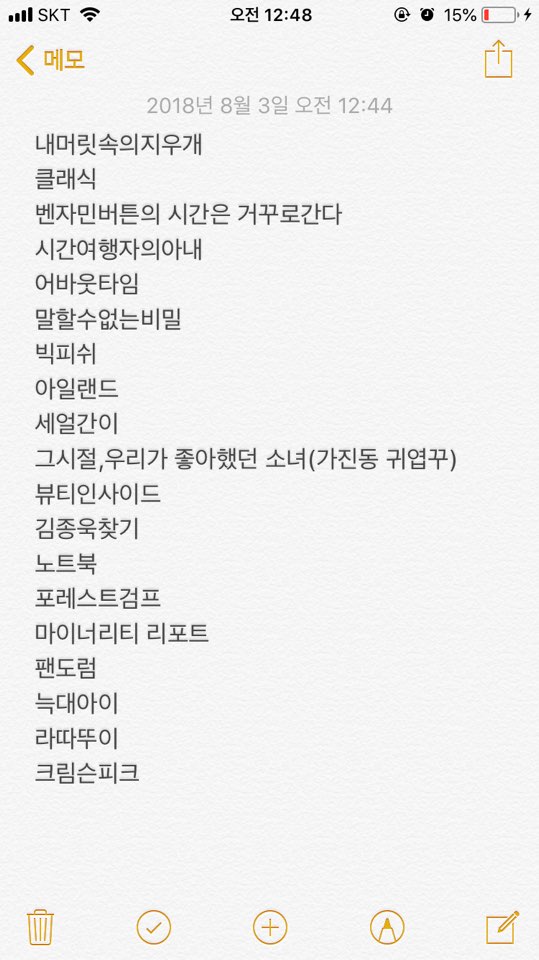 SKT 오전 12:48 15%
메모
2018년 8월 3일 오전 12:44
내머릿속의지우개
클래식
벤자민버튼의 시간은 거꾸로간다
시간여행자의아내
어바웃타임
말할수없는비밀
빅피쉬
아일랜드
세얼간이
그시절,우리가 좋아했던 소녀(가진동 귀엽꾸)
뷰티인사이드
김종욱찾기
노트북
포레스트검프
마이너리티 리포트
팬도럼
늑대아이
라따뚜이
크림슨피크